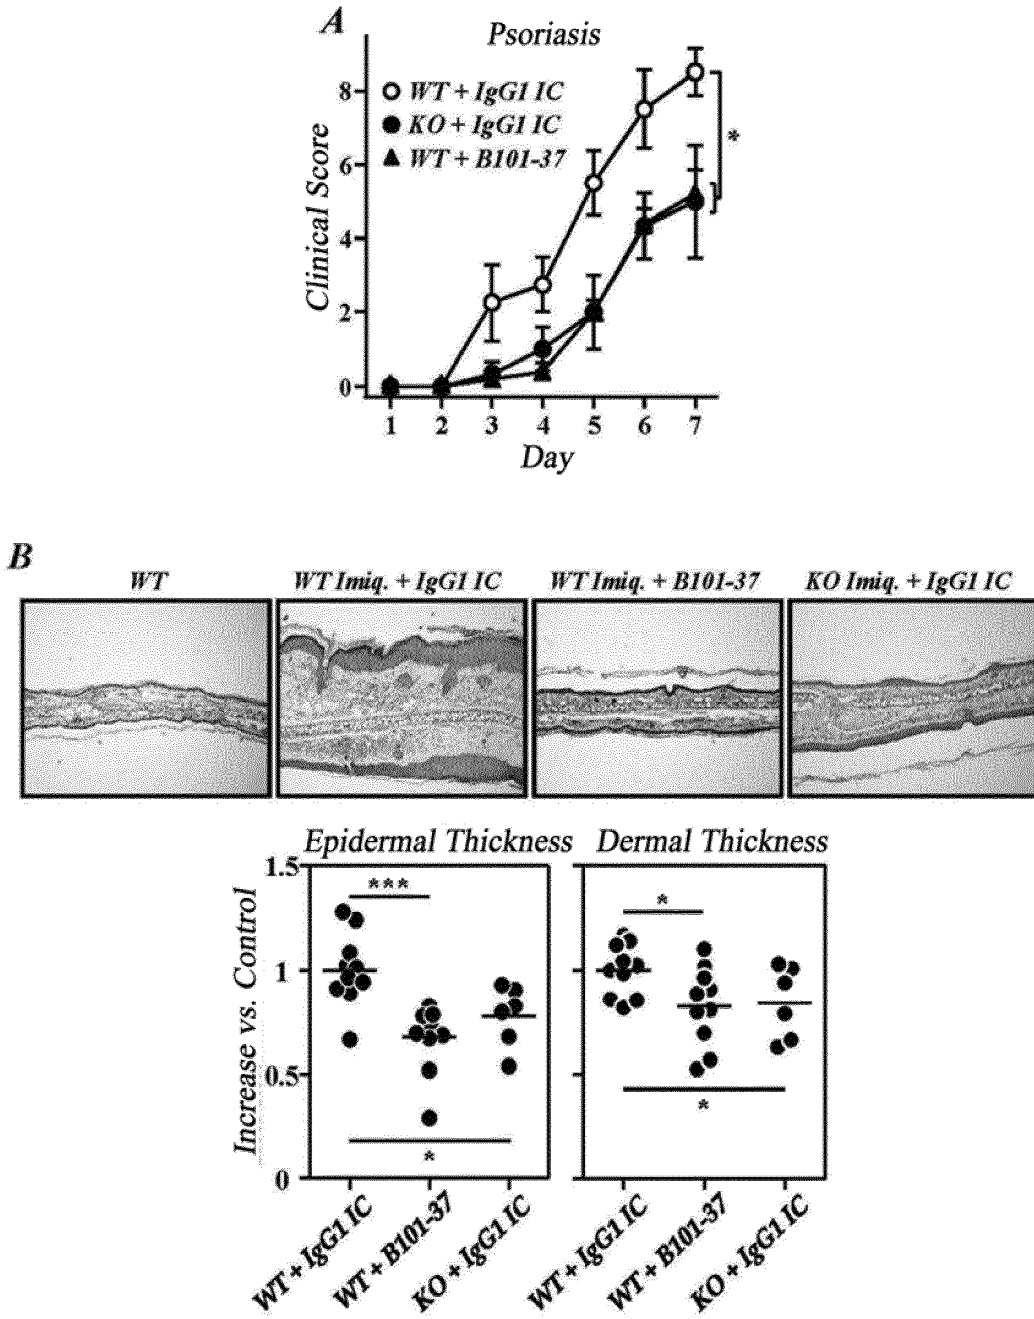 A
Psoriasis
WT + IgG1 IC
KO + IgG1 IC
WT + B101-37
Clinical Score
8
6
4
2
0
*
1 2 3 4 5 6 7
Day
B
WT
WT Imiq. + IgG1 IC
WT Imiq. + B101-37
KO Imiq. + IgG1 IC
Epidermal Thickness
Dermal Thickness
Increase vs. Control
1.5
1
0.5
0
***
*
*
*
WT + IgG1 IC
WT + B101-37
KO + IgG1 IC
WT + IgG1 IC
WT + B101-37
KO + IgG1 IC